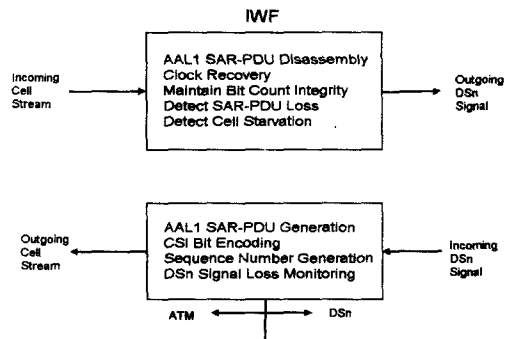 IWF
AAL1 SAR-PDU Disassembly
Clock Recovery
Maintain Bit Count Integrity
Detect SAR-PDU Loss
Detect Cell Starvation
Incoming
Cell
Stream
Outgoing
DSn
Signal
AAL1 SAR-PDU Generation
CSI Bit Encoding
Sequence Number Generation
DSn Signal Loss Monitoring
Outgoing
Cell
Stream
Incoming
DSn
Signal
ATM
DSn